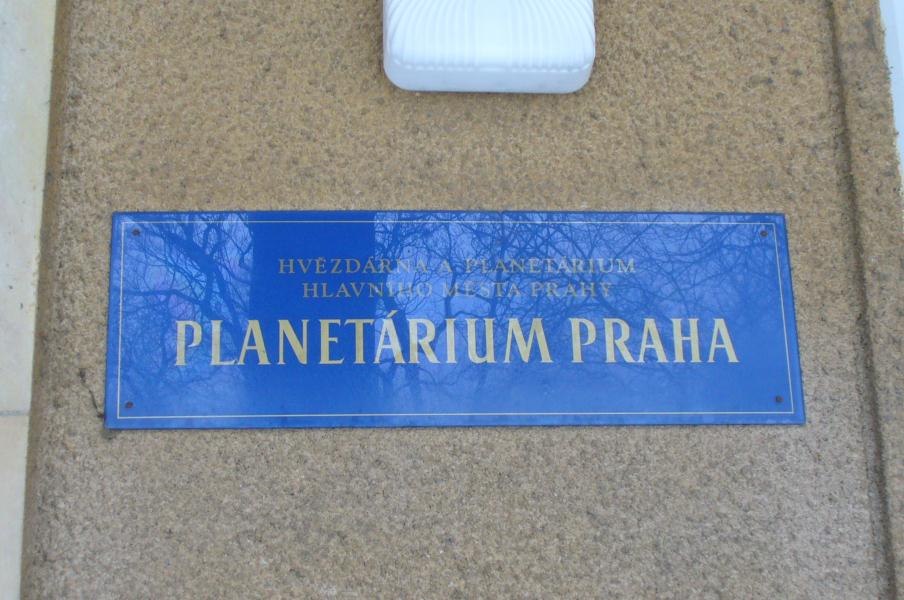 HVĚZDÁRNA A PLANETÁRIUM
HLAVNÍHO MĚSTA PRAHY
PLANETÁRIUM PRAHA